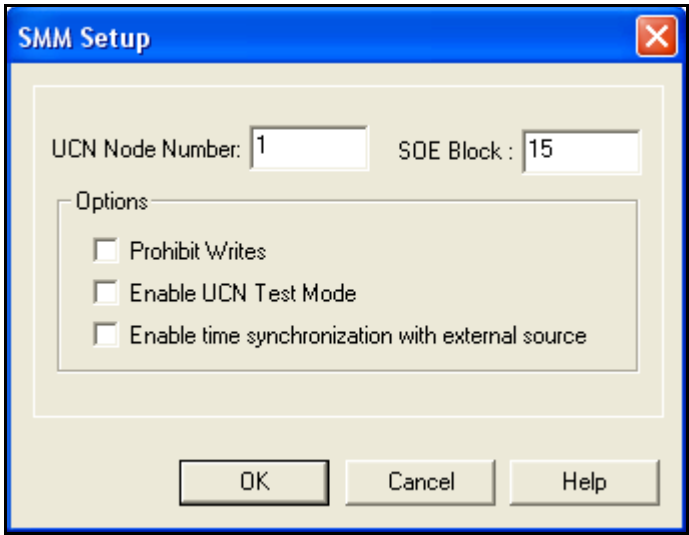 SMM Setup
UCN Node Number: 1 SOE Block : 15
Options
Prohibit Writes
Enable UCN Test Mode
Enable time synchronization with external source
OK Cancel Help